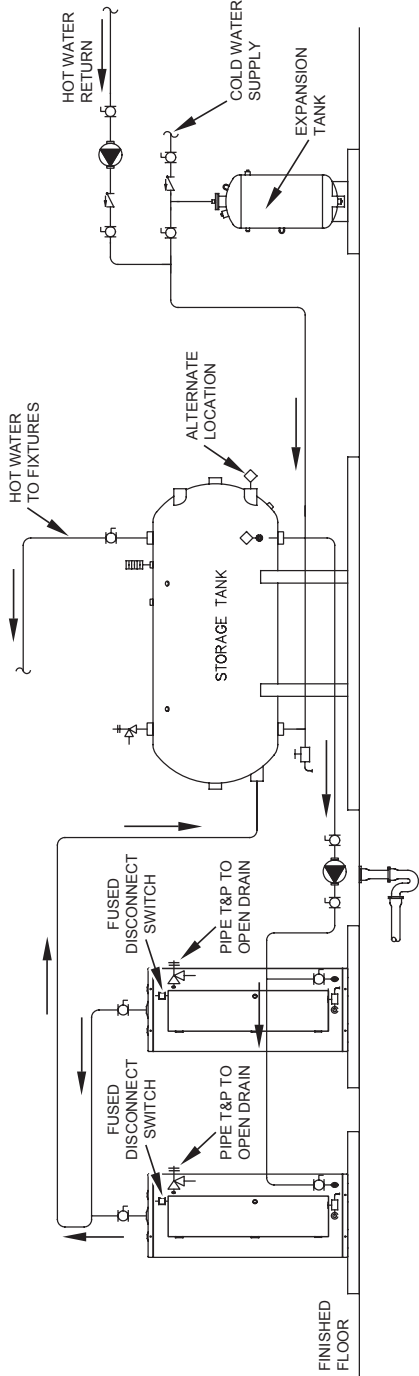 FINISHED
FLOOR
FUSED
DISCONNECT
SWITCH
PIPE T&P TO
OPEN DRAIN
FUSED
DISCONNECT
SWITCH
PIPE T&P TO
OPEN DRAIN
HOT WATER
TO FIXTURES
STORAGE TANK
ALTERNATE
LOCATION
HOT WATER
RETURN
COLD WATER
SUPPLY
EXPANSION
TANK